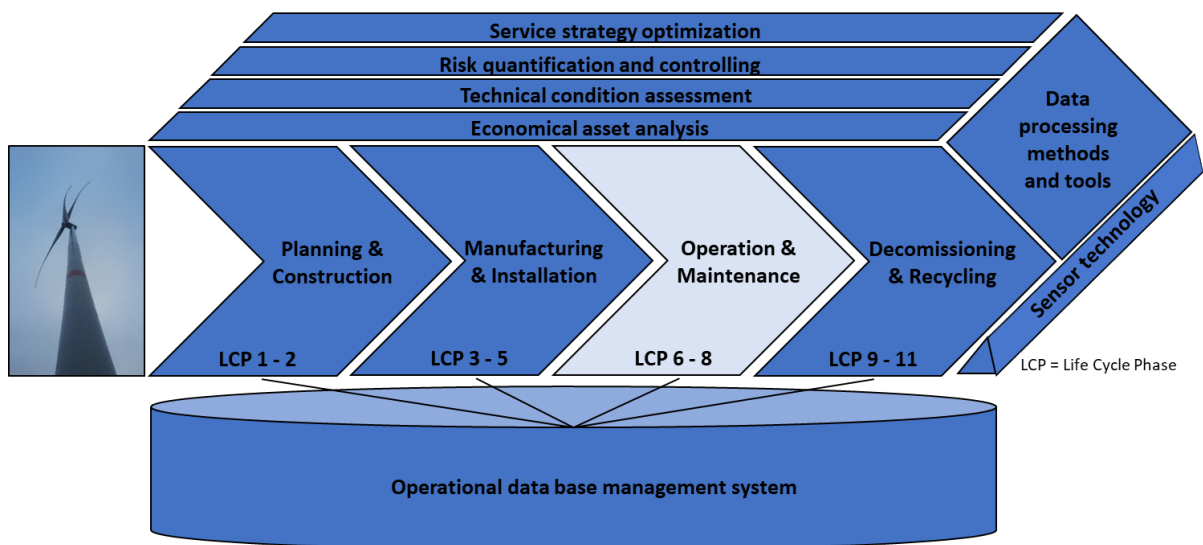 Service strategy optimization
Risk quantification and controlling
Technical condition assessment
Economical asset analysis
Data
processing
methods
and tools
Sensor technology
Planning &
Construction
LCP 1 - 2
Manufacturing
& Installation
LCP 3 - 5
Operation &
Maintenance
LCP 6 - 8
Decomissioning
& Recycling
LCP 9 - 11
LCP = Life Cycle Phase
Operational data base management system